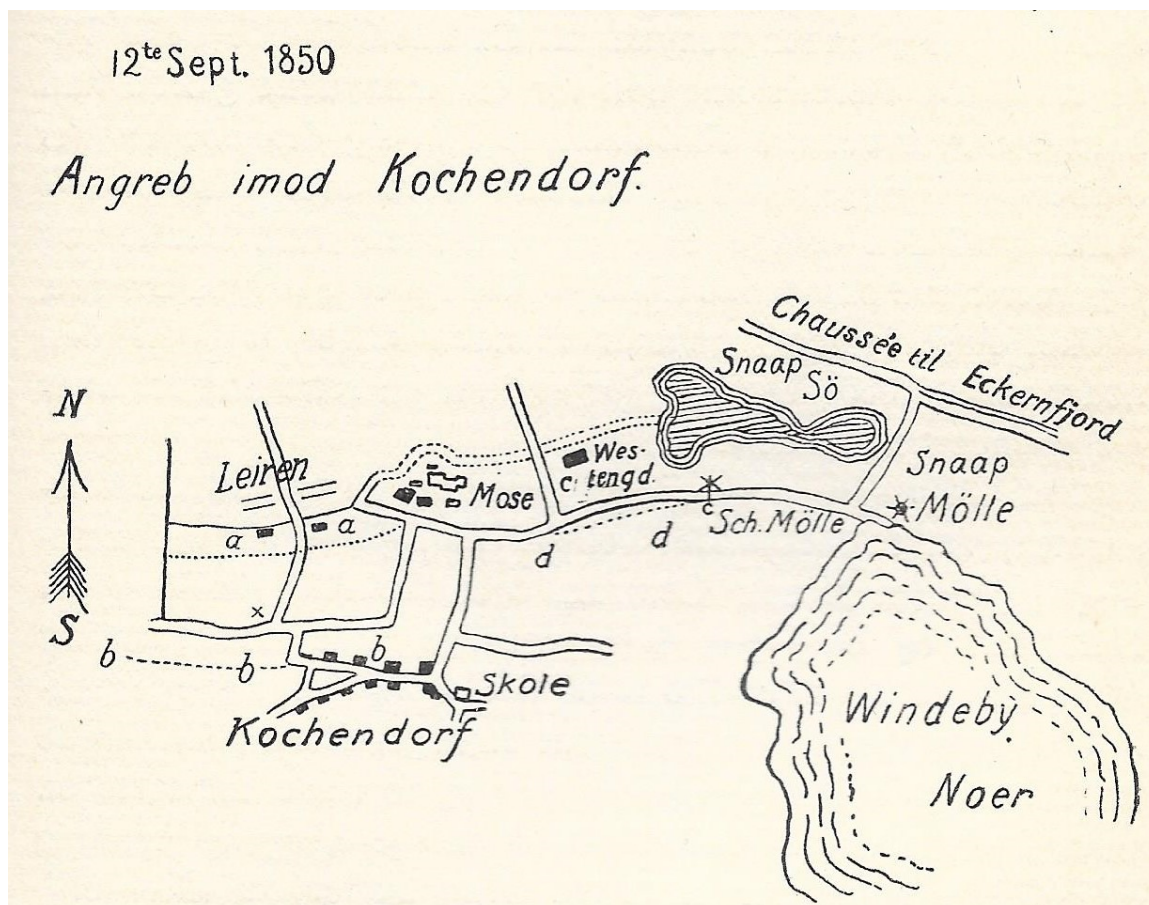 12te Sept. 1850
Angreb imod Kochendorf.
Chaussée til Eckernfjord
Snaap
Sö
N
Leiren
Wes-
tengd.
c
Mose
Snaap
Mölle
a
a
c
Sch. Mölle
d
d
S
b
b
b
Skole
Kochendorf
Windeby
Noer